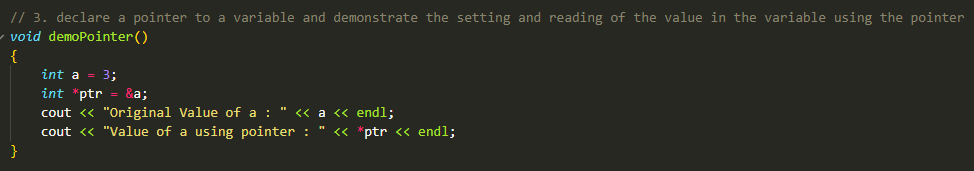 // 3. declare a pointer to a variable and demonstrate the setting and reading of the value in the variable using the pointer
void demoPointer()
{
    int a = 3;
    int *ptr = &a;
    cout << "Original Value of a : " << a << endl;
    cout << "Value of a using pointer : " << *ptr << endl;
}